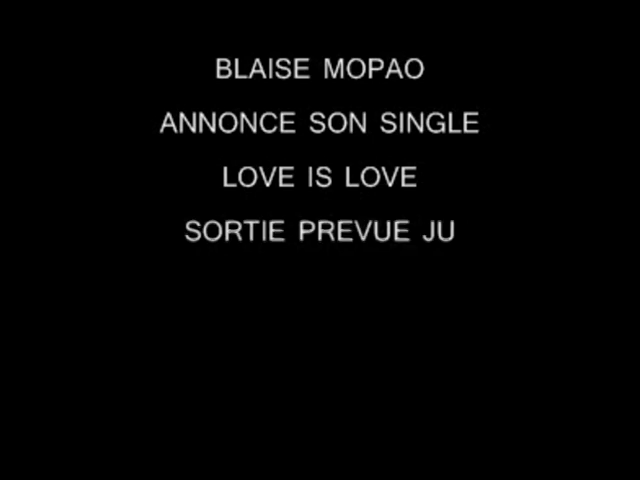 BLAISE MOPAO
ANNONCE SON SINGLE
LOVE IS LOVE
SORTIE PREVUE JU